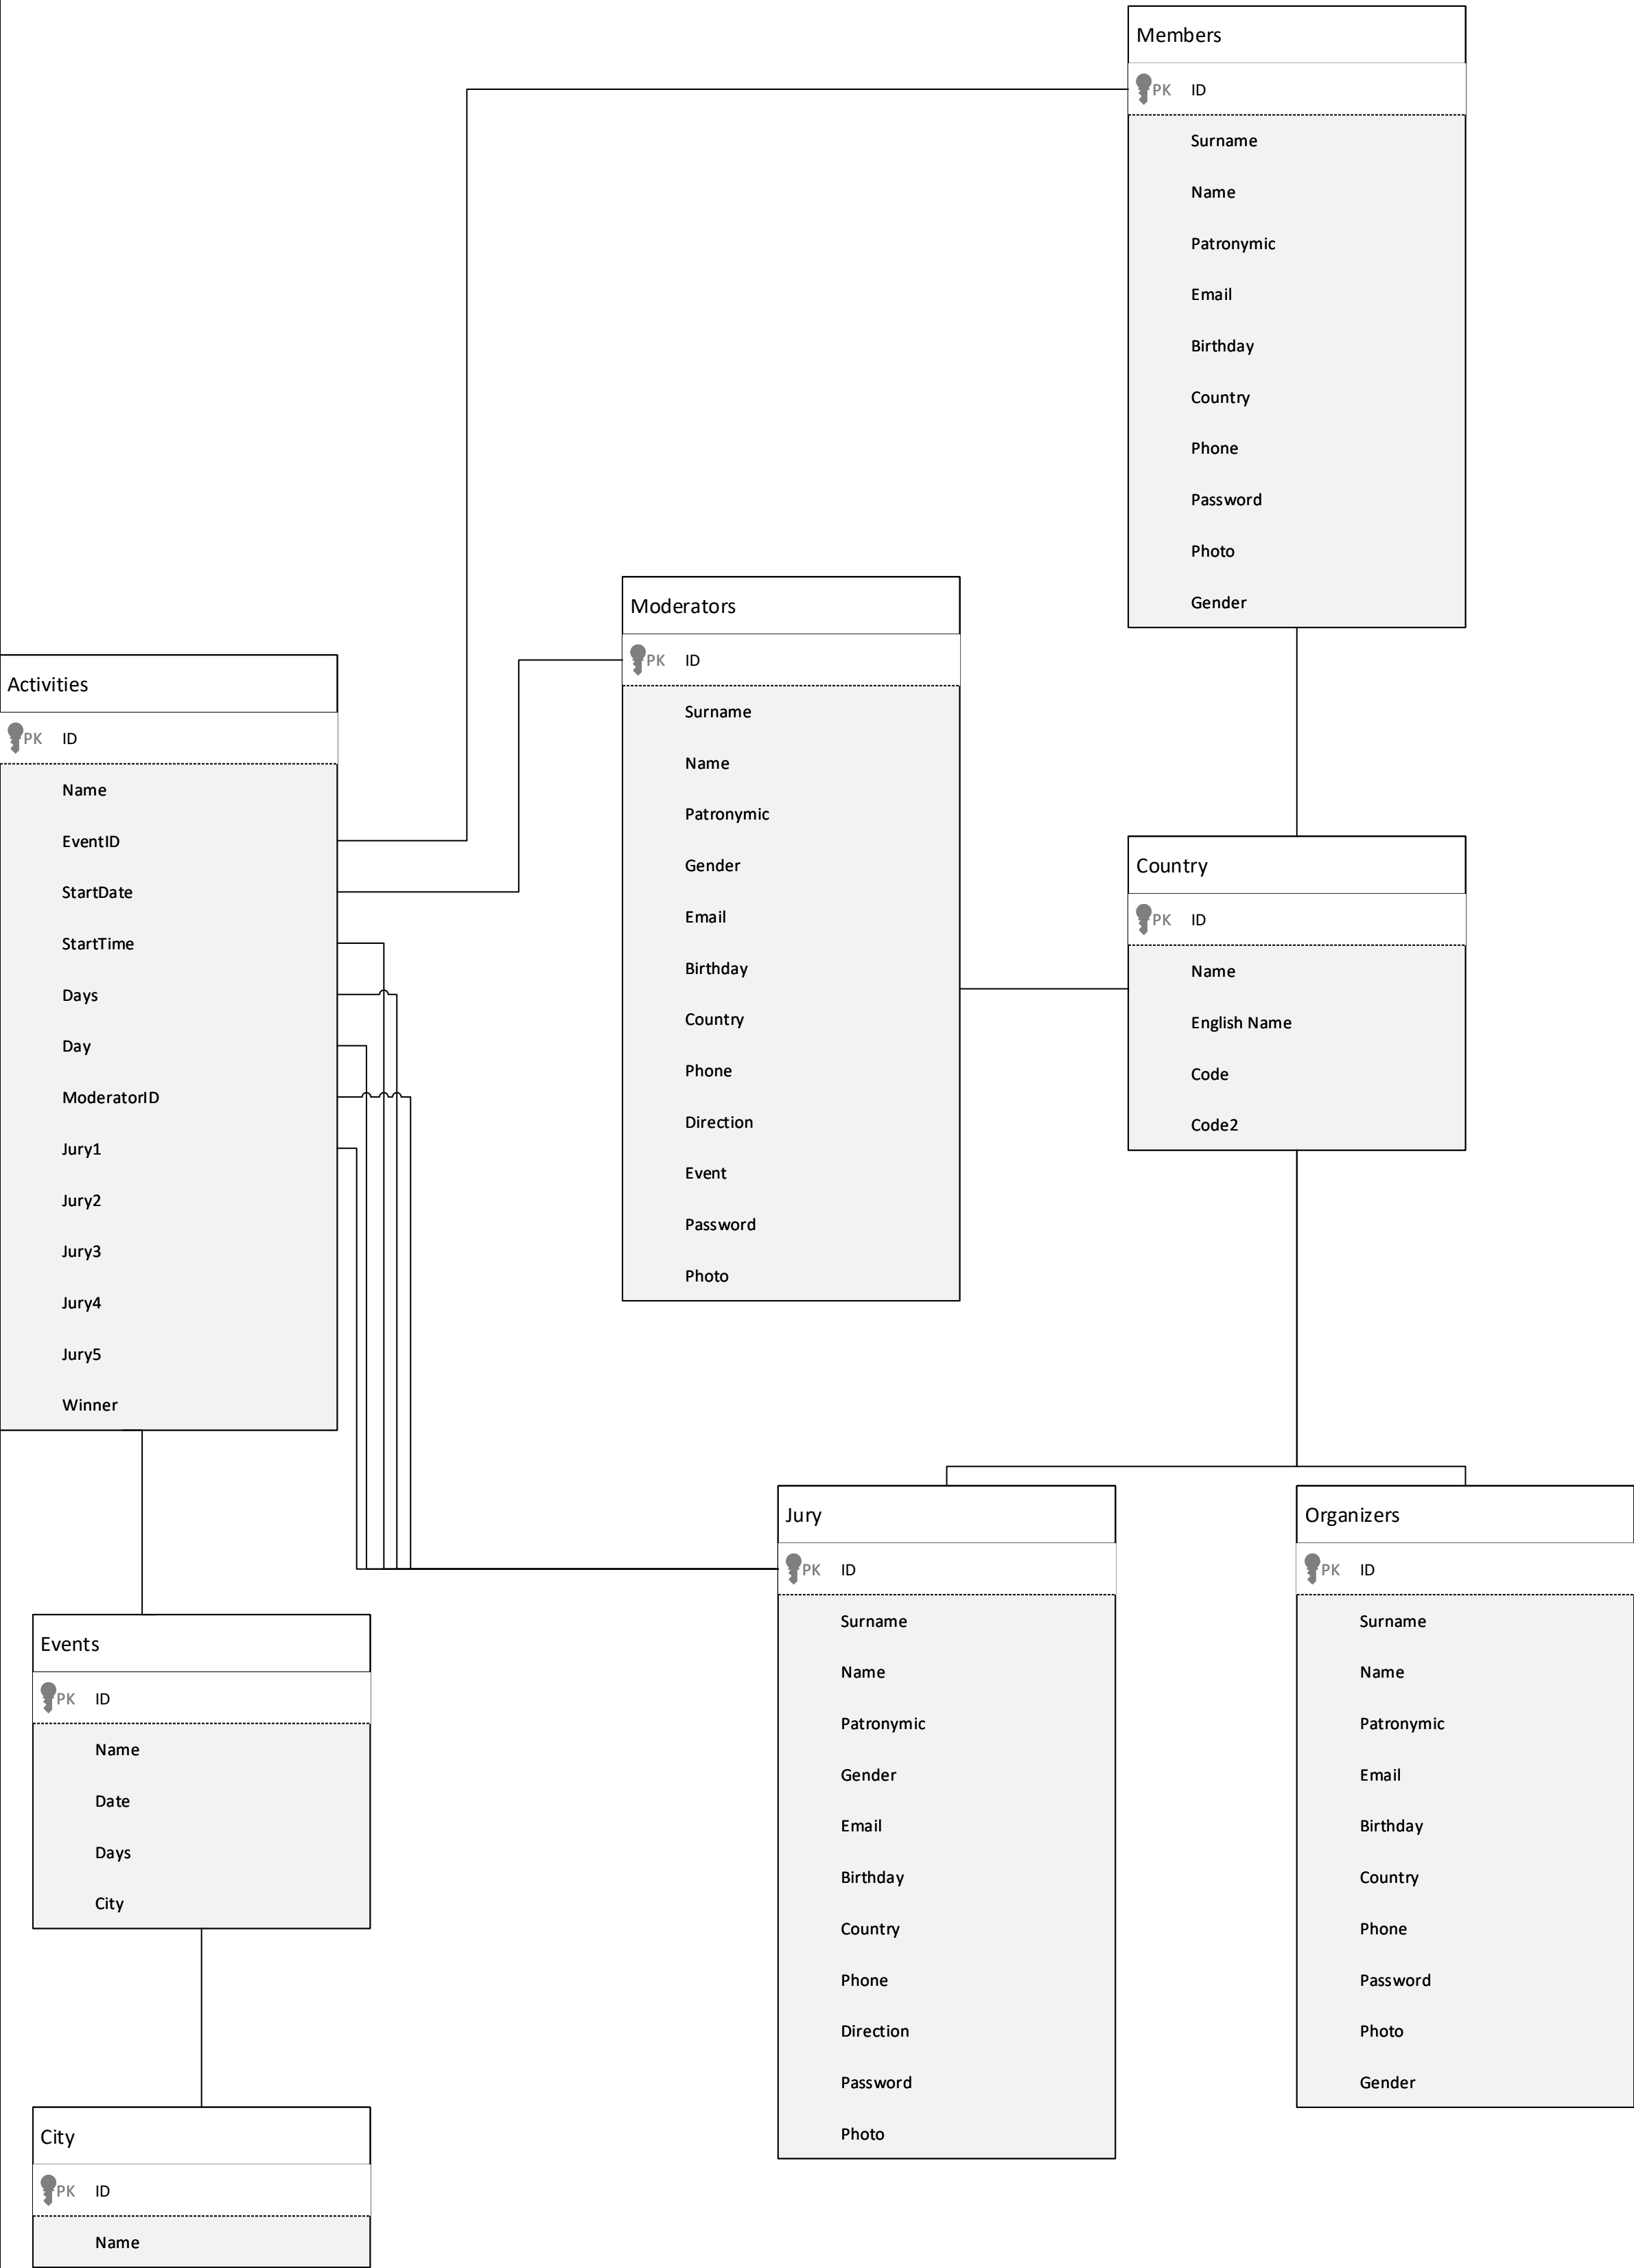 Members
PK ID
Surname
Name
Patronymic
Email
Birthday
Country
Phone
Password
Photo
Gender
Moderators
PK ID
Surname
Name
Patronymic
Gender
Email
Birthday
Country
Phone
Direction
Event
Password
Photo
Activities
PK ID
Name
EventID
StartDate
StartTime
Days
Day
ModeratorID
Jury1
Jury2
Jury3
Jury4
Jury5
Winner
Country
PK ID
Name
English Name
Code
Code2
Jury
PK ID
Surname
Name
Patronymic
Gender
Email
Birthday
Country
Phone
Direction
Password
Photo
Organizers
PK ID
Surname
Name
Patronymic
Email
Birthday
Country
Phone
Password
Photo
Gender
Events
PK ID
Name
Date
Days
City
City
PK ID
Name